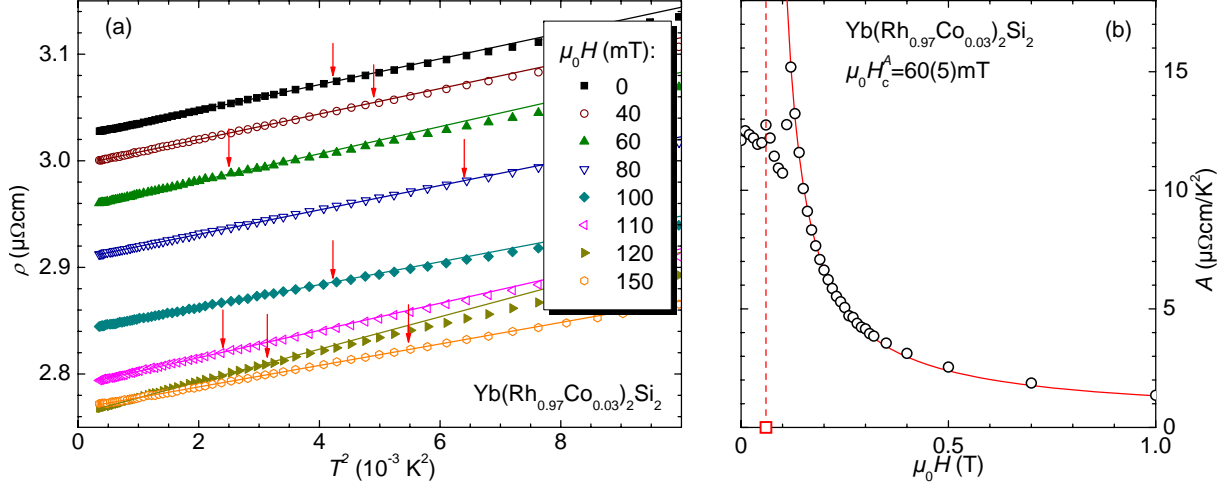 (a)
μ₀H (mT):
0
40
60
80
100
110
120
150
3.1
3.0
2.9
2.8
ρ (μΩcm)
0
2
4
6
8
T² (10⁻³ K²)
Yb(Rh₀.₉₇Co₀.₀₃)₂Si₂
(b)
Yb(Rh₀.₉₇Co₀.₀₃)₂Si₂
μ₀H_c^A=60(5)mT
15
10
5
0
A (μΩcm/K²)
0
0.5
1.0
μ₀H (T)